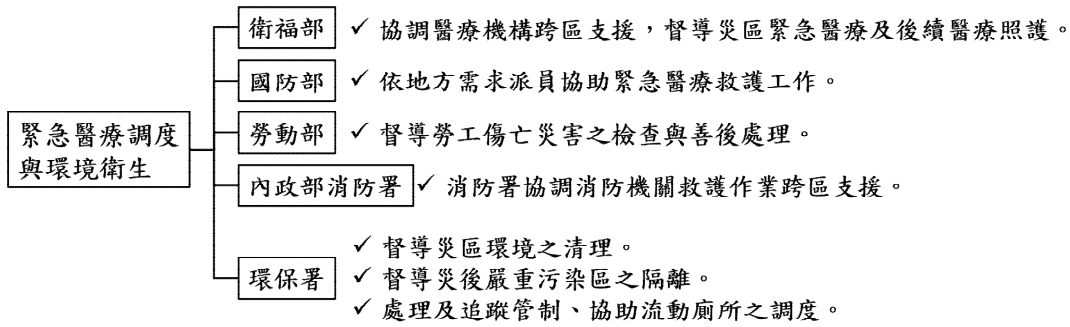 緊急醫療調度
與環境衛生
衛福部 ✓ 協調醫療機構跨區支援，督導災區緊急醫療及後續醫療照護。
國防部 ✓ 依地方需求派員協助緊急醫療救護工作。
勞動部 ✓ 督導勞工傷亡災害之檢查與善後處理。
內政部消防署 ✓ 消防署協調消防機關救護作業跨區支援。
環保署
✓ 督導災區環境之清理。
✓ 督導災後嚴重污染區之隔離。
✓ 處理及追蹤管制、協助流動廁所之調度。